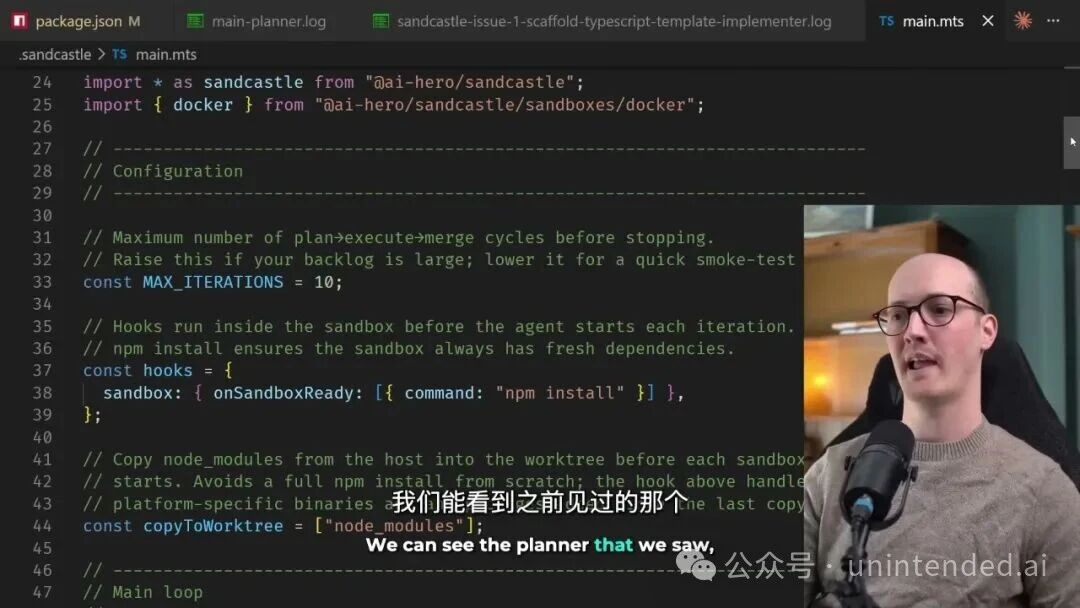 package.json M
main-planner.log
sandcastle-issue-1-scaffold-typescript-template-implementer.log
TS main.mts
.sandcastle > TS main.mts
24 import * as sandcastle from "@ai-hero/sandcastle";
25 import { docker } from "@ai-hero/sandcastle/sandboxes/docker";
26
27 // ---------------------------------------------------------------------------
28 // Configuration
29 // ---------------------------------------------------------------------------
30
31 // Maximum number of plan→execute→merge cycles before stopping.
32 // Raise this if your backlog is large; lower it for a quick smoke-test
33 const MAX_ITERATIONS = 10;
34
35 // Hooks run inside the sandbox before the agent starts each iteration.
36 // npm install ensures the sandbox always has fresh dependencies.
37 const hooks = {
38 sandbox: { onSandboxReady: [{ command: "npm install" }] },
39 };
40
41 // Copy node_modules from the host into the worktree before each sandbox
42 // starts. Avoids a full npm install from scratch; the hook above handle
43 // platform-specific binaries a the last copy
44 const copyToWorktree = ["node_modules"];
45
46 // ---------------------------------------------------------------
47 // Main loop
我们能看到之前见过的那个
We can see the planner that we saw,
公众号 · unintended.ai